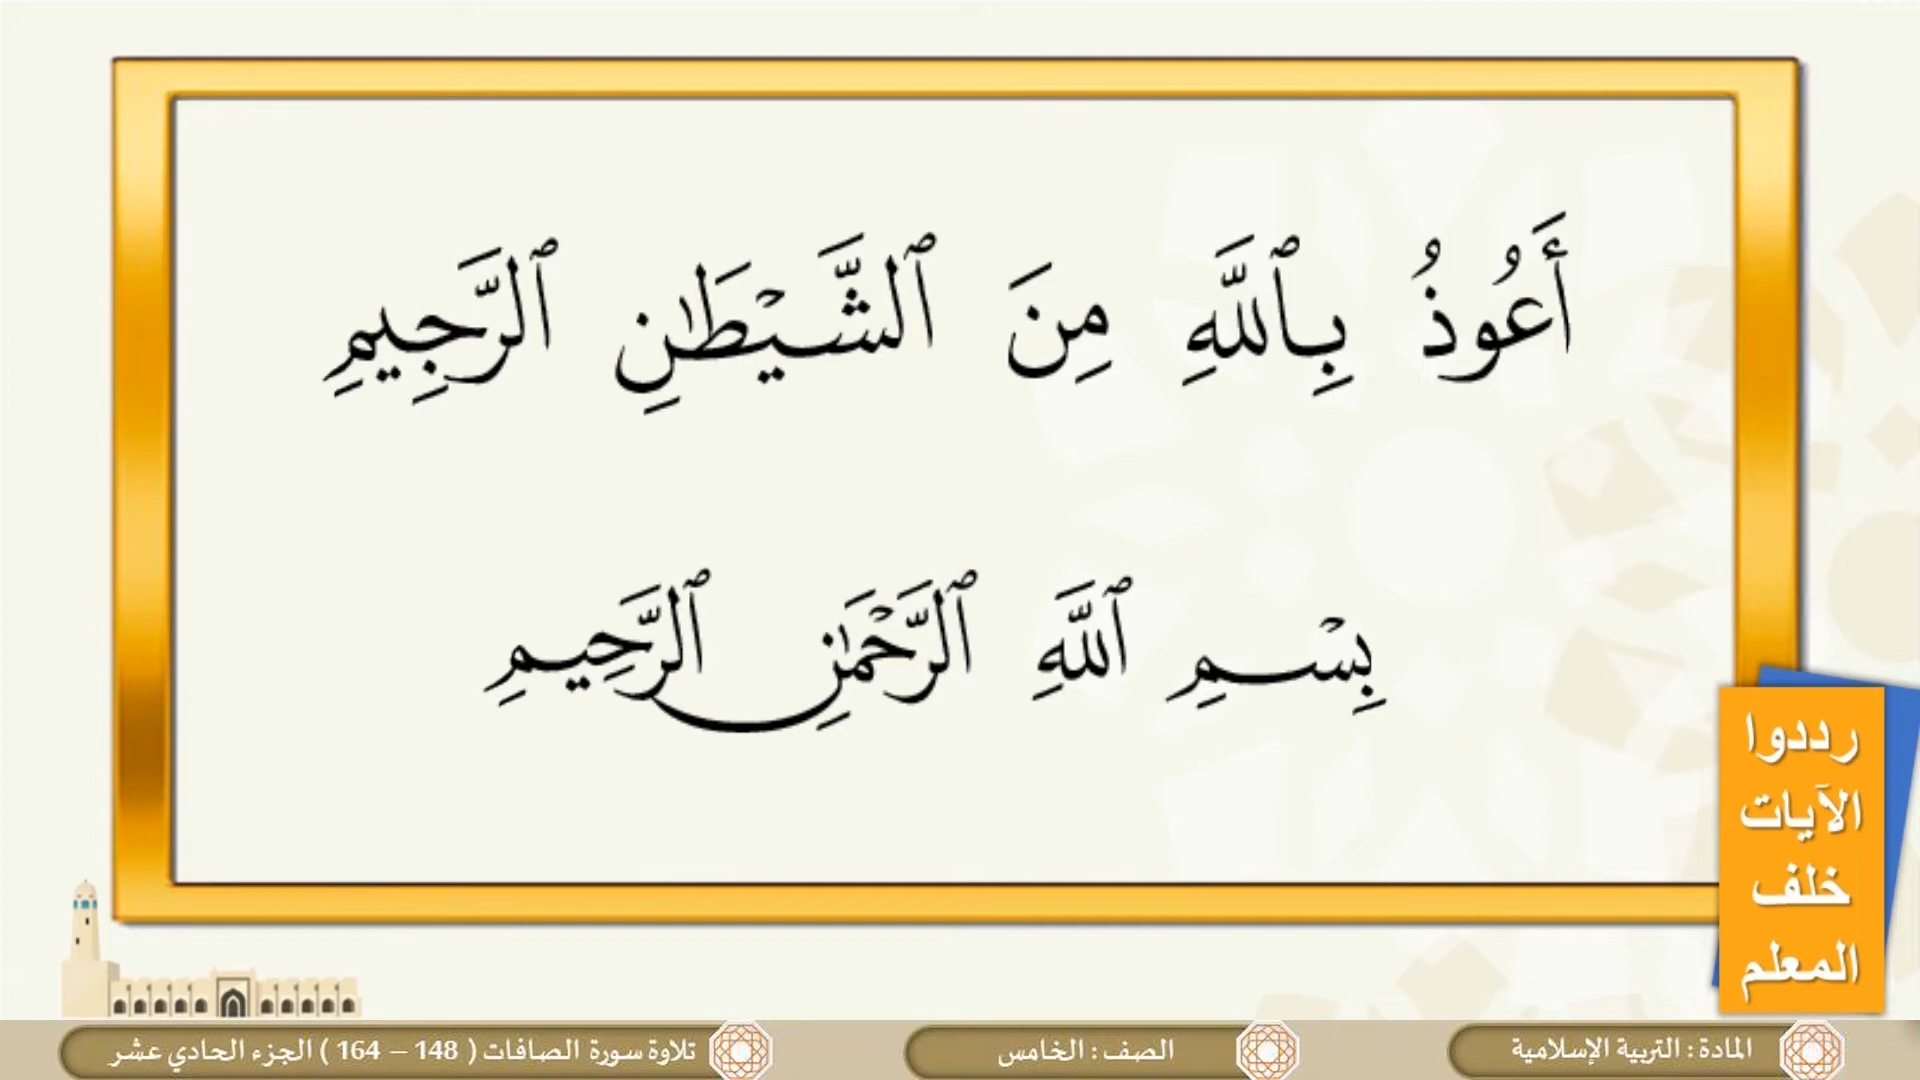 أَعُوذُ بِٱللَّهِ مِنَ ٱلشَّيْطَٰنِ ٱلرَّجِيمِ
بِسْمِ ٱللَّهِ ٱلرَّحْمَٰنِ ٱلرَّحِيمِ
رددوا
الآيات
خلف
المعلم
المادة : التربية الإسلامية
الصف : الخامس
تلاوة سورة الصافات ( 148 – 164 ) الجزء الحادي عشر